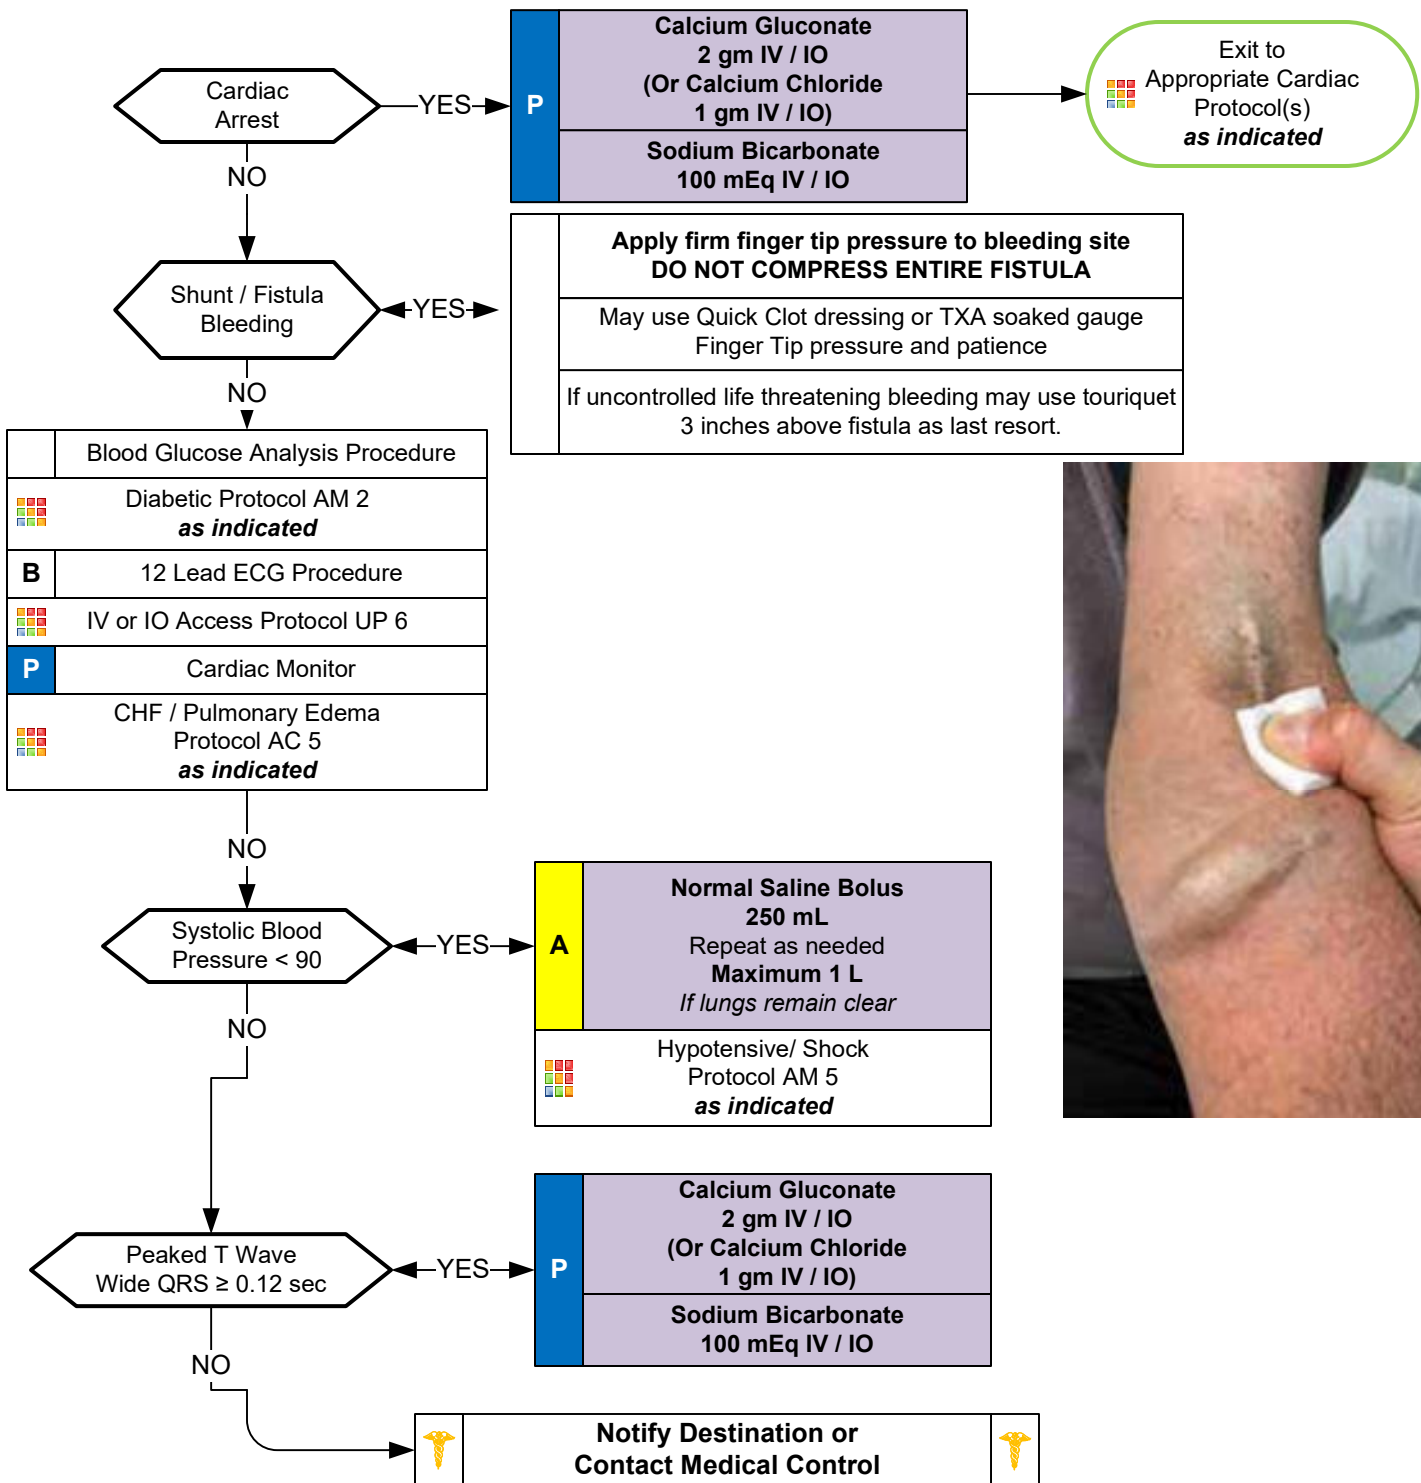 Cardiac
Arrest
YES
P
Calcium Gluconate
2 gm IV / IO
(Or Calcium Chloride
1 gm IV / IO)
Sodium Bicarbonate
100 mEq IV / IO
Exit to
Appropriate Cardiac
Protocol(s)
as indicated
NO
Shunt / Fistula
Bleeding
YES
Apply firm finger tip pressure to bleeding site
DO NOT COMPRESS ENTIRE FISTULA
May use Quick Clot dressing or TXA soaked gauge
Finger Tip pressure and patience
If uncontrolled life threatening bleeding may use touriquet
3 inches above fistula as last resort.
NO
Blood Glucose Analysis Procedure
Diabetic Protocol AM 2
as indicated
B
12 Lead ECG Procedure
IV or IO Access Protocol UP 6
P
Cardiac Monitor
CHF / Pulmonary Edema
Protocol AC 5
as indicated
NO
Systolic Blood
Pressure < 90
YES
A
Normal Saline Bolus
250 mL
Repeat as needed
Maximum 1 L
If lungs remain clear
Hypotensive/ Shock
Protocol AM 5
as indicated
NO
Peaked T Wave
Wide QRS ≥ 0.12 sec
YES
P
Calcium Gluconate
2 gm IV / IO
(Or Calcium Chloride
1 gm IV / IO)
Sodium Bicarbonate
100 mEq IV / IO
NO
Notify Destination or
Contact Medical Control